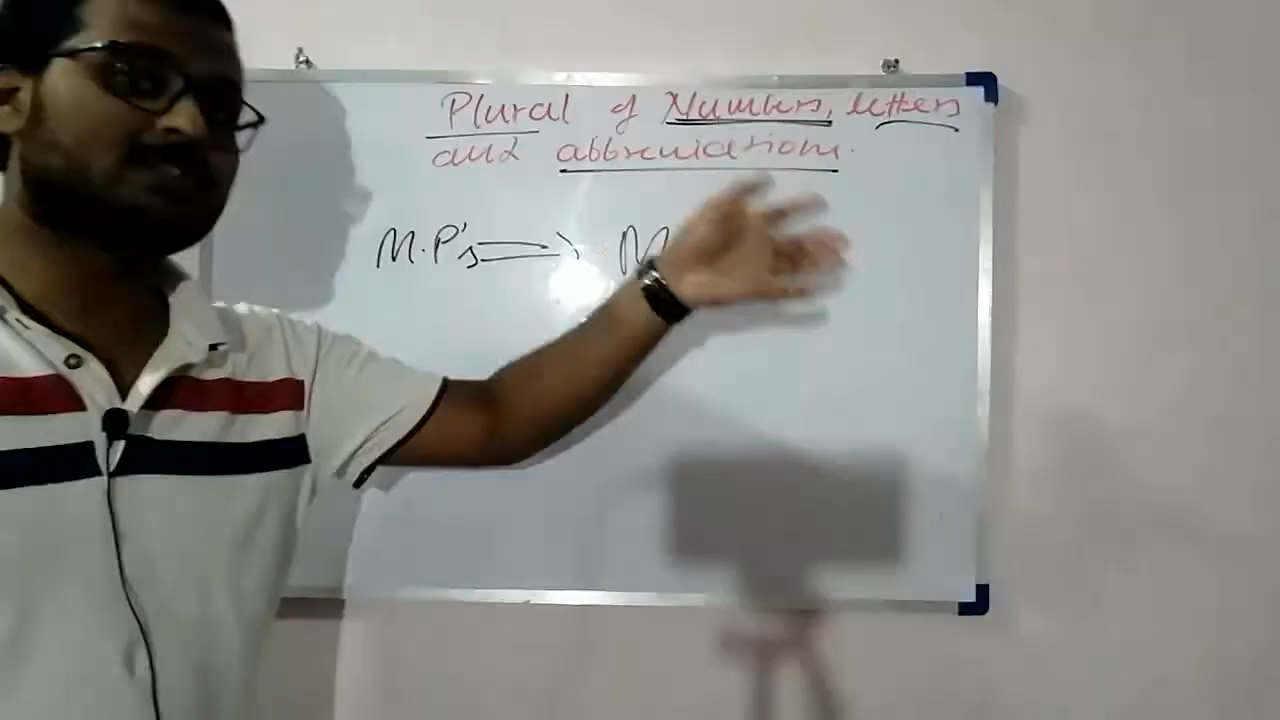 Plural of Numbers, letters
and abbreviations.
M.P's ⟹ M